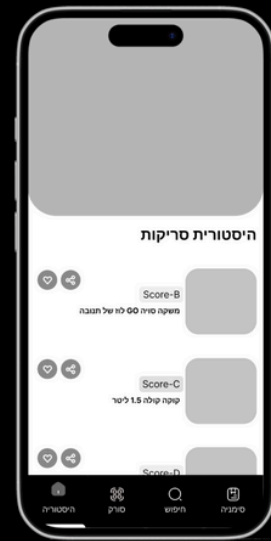 היסטורית סריקות
Score-B
משקה סויה GO לוז של תנובה
Score-C
קוקה קולה 1.5 ליטר
Score-D
סימניה
חיפוש
סורק
היסטוריה